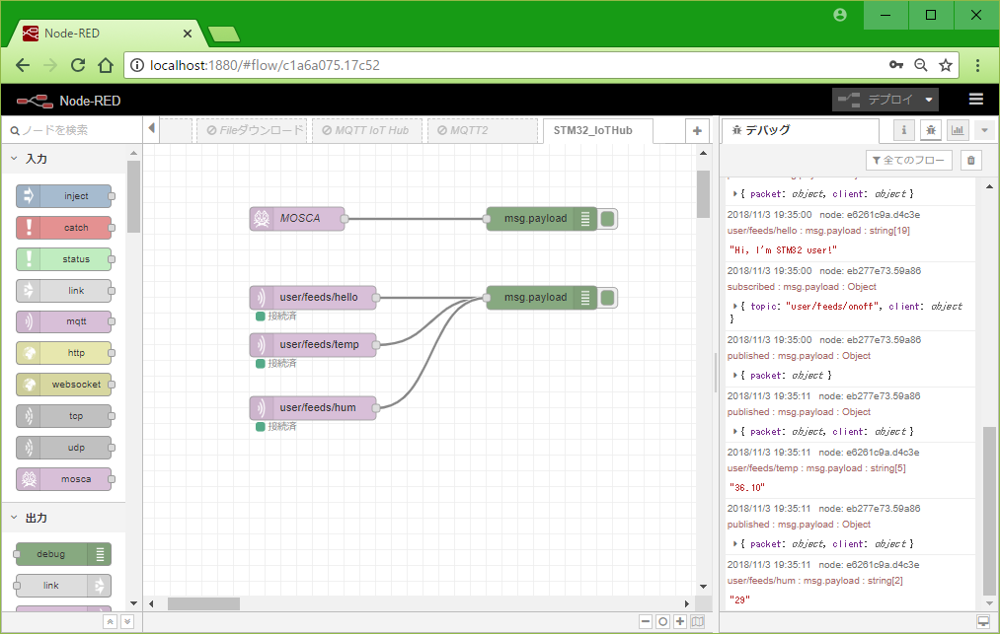 Node-RED
localhost:1880/#flow/c1a6a075.17c52
Node-RED
デプロイ
ノードを検索
Fileダウンロード
MQTT IoT Hub
MQTT2
STM32_IoTHub
デバッグ
全てのフロー
入力
inject
catch
status
link
mqtt
http
websocket
tcp
udp
mosca
出力
debug
link
MOSCA
msg.payload
user/feeds/hello
接続済
msg.payload
user/feeds/temp
接続済
user/feeds/hum
接続済
{ packet: object, client: object }
2018/11/3 19:35:00 node: e6261c9a.d4c3e
user/feeds/hello : msg.payload : string[19]
"Hi, I'm STM32 user!"
2018/11/3 19:35:00 node: eb277e73.59a86
subscribed : msg.payload : Object
{ topic: "user/feeds/onoff", client: object
}
2018/11/3 19:35:00 node: eb277e73.59a86
published : msg.payload : Object
{ packet: object }
2018/11/3 19:35:11 node: eb277e73.59a86
published : msg.payload : Object
{ packet: object, client: object }
2018/11/3 19:35:11 node: e6261c9a.d4c3e
user/feeds/temp : msg.payload : string[5]
"36.10"
2018/11/3 19:35:11 node: eb277e73.59a86
published : msg.payload : Object
{ packet: object, client: object }
2018/11/3 19:35:11 node: e6261c9a.d4c3e
user/feeds/hum : msg.payload : string[2]
"29"